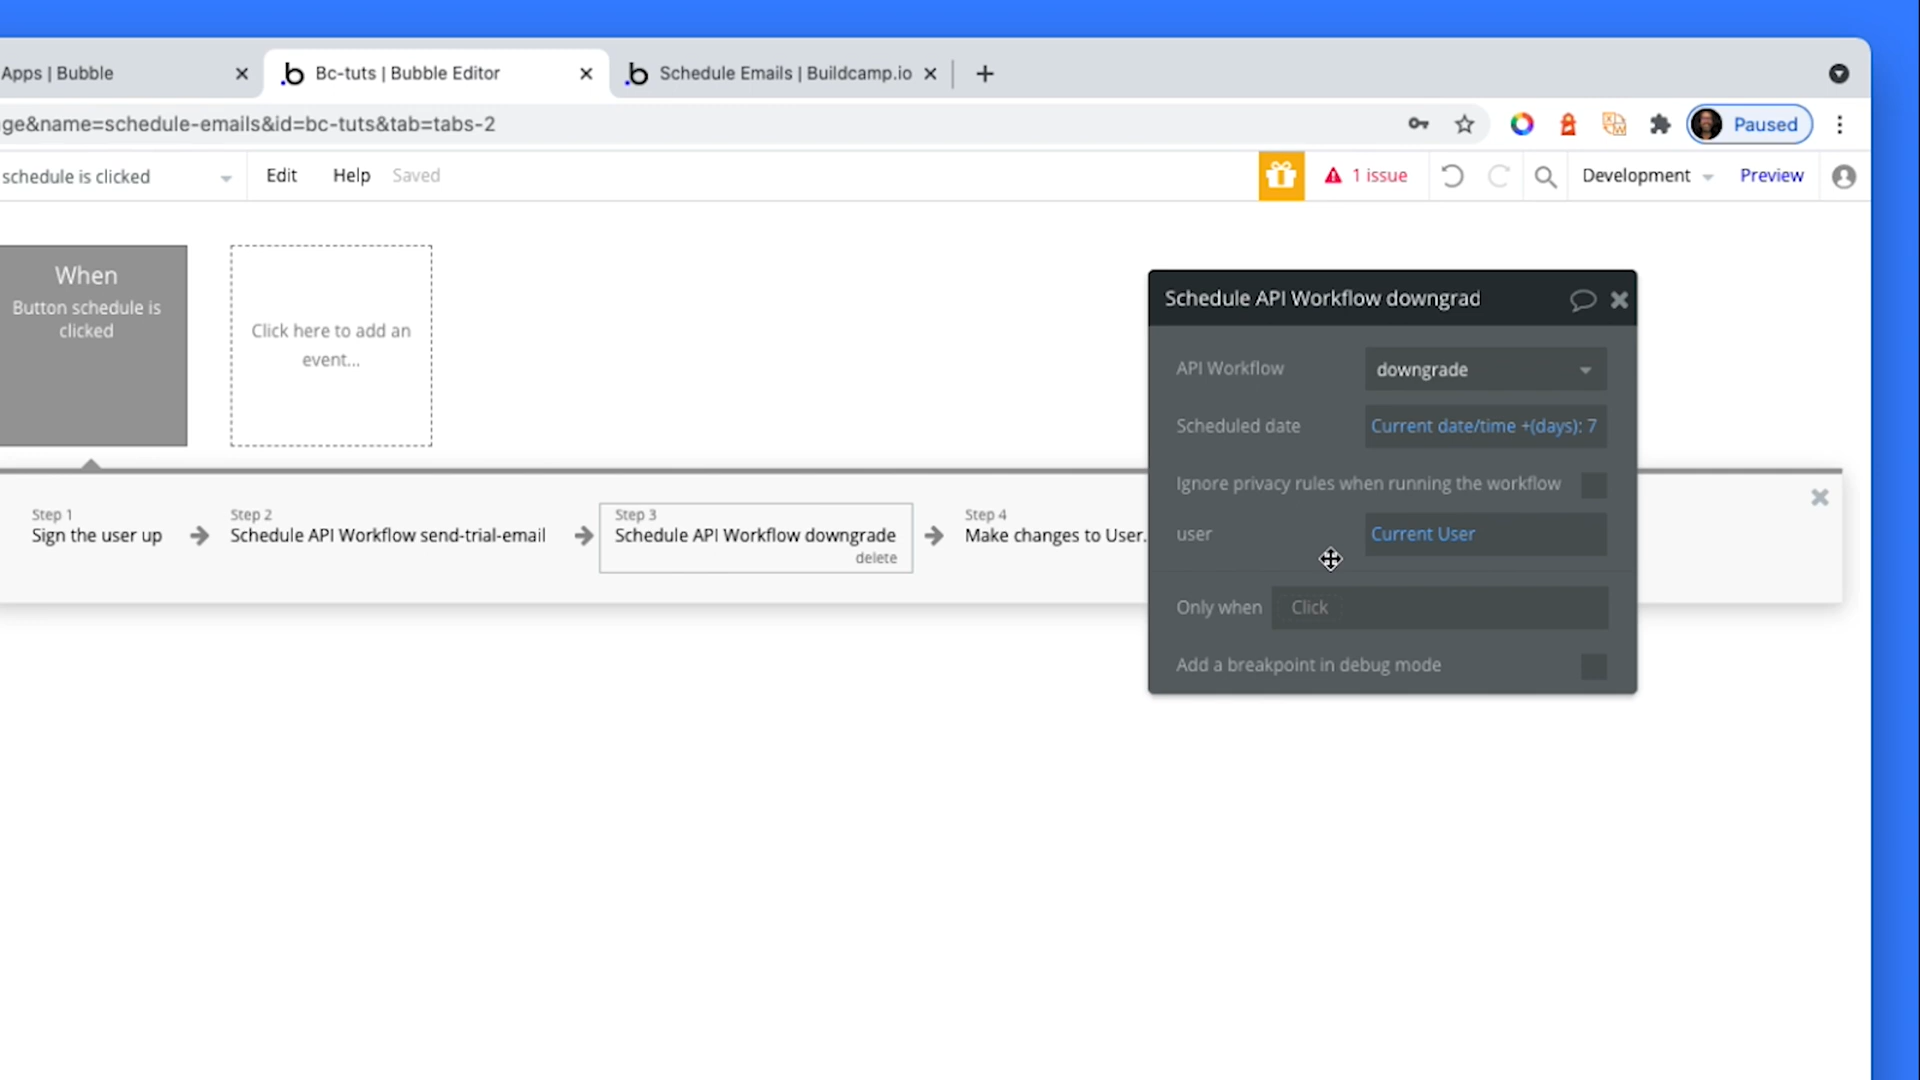 Apps | Bubble
Bc-tuts | Bubble Editor
Schedule Emails | Buildcamp.io
ge&name=schedule-emails&id=bc-tuts&tab=tabs-2
Paused
schedule is clicked
Edit
Help
Saved
1 issue
Development
Preview
When
Button schedule is
clicked
Click here to add an
event...
Step 1
Sign the user up
Step 2
Schedule API Workflow send-trial-email
Step 3
Schedule API Workflow downgrade
delete
Step 4
Make changes to User.
Schedule API Workflow downgrad
API Workflow
downgrade
Scheduled date
Current date/time +(days): 7
Ignore privacy rules when running the workflow
user
Current User
Only when
Click
Add a breakpoint in debug mode